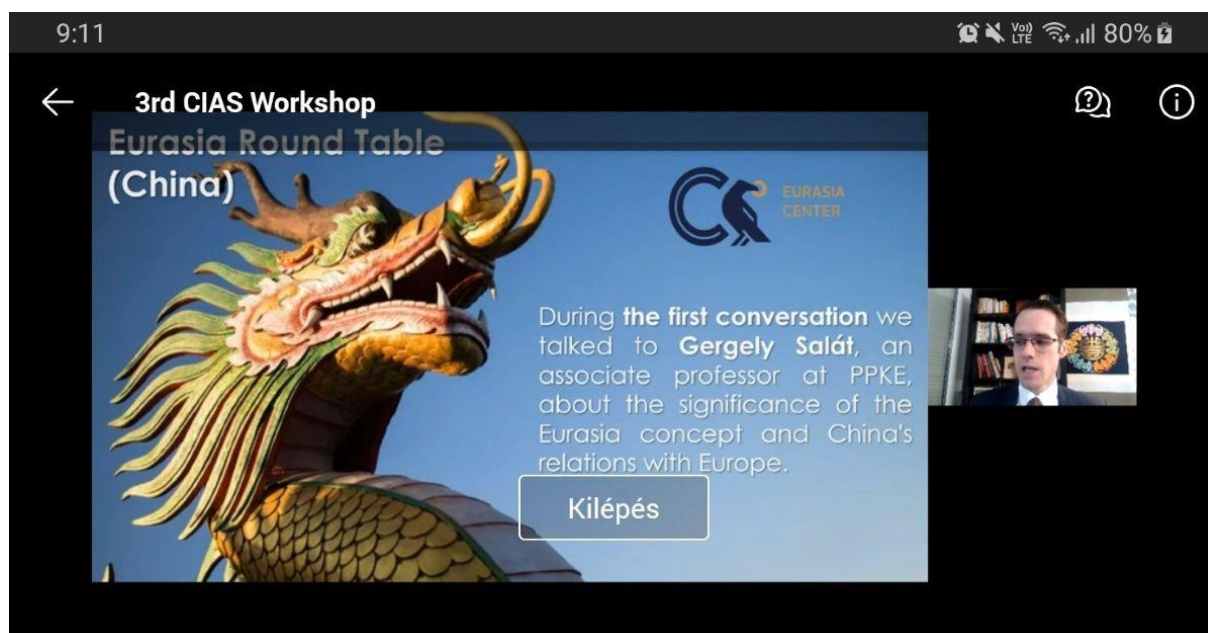 9:11
Vo))
LTE
80%
3rd CIAS Workshop
Eurasia Round Table
(China)
EURASIA
CENTER
During the first conversation we
talked to Gergely Salát, an
associate professor at PPKE,
about the significance of the
Eurasia concept and China's
relations with Europe.
Kilépés